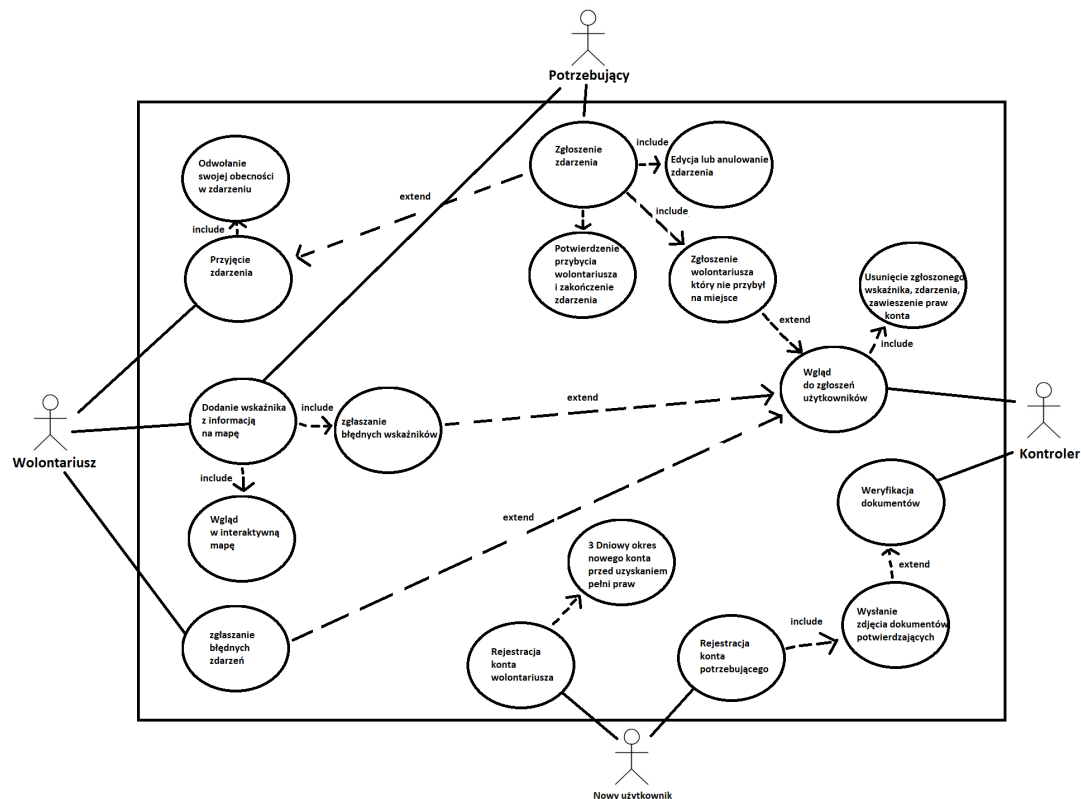 Potrzebujący
Zgłoszenie
zdarzenia
include
Edycja lub anulowanie
zdarzenia
Odwołanie
swojej obecności
w zdarzeniu
extend
include
include
Przyjęcie
zdarzenia
Potwierdzenie
przybycia
wolontariusza
i zakończenie
zdarzenia
Zgłoszenie
wolontariusza
który nie przybył
na miejsce
Usunięcie zgłoszonego
wskaźnika, zdarzenia,
zawieszenie praw
konta
extend
include
Wgląd
do zgłoszeń
użytkowników
Wolontariusz
Dodanie wskaźnika
z informacją
na mapę
include
zgłaszanie
błędnych wskaźników
extend
Kontroler
include
Wgląd
w interaktywną
mapę
extend
Weryfikacja
dokumentów
3 Dniowy okres
nowego konta
przed uzyskaniem
pełni praw
extend
zgłaszanie
błędnych
zdarzeń
Rejestracja
konta
wolontariusza
Rejestracja
konta
potrzebującego
include
Wysłanie
zdjęcia dokumentów
potwierdzających
Nowy użytkownik